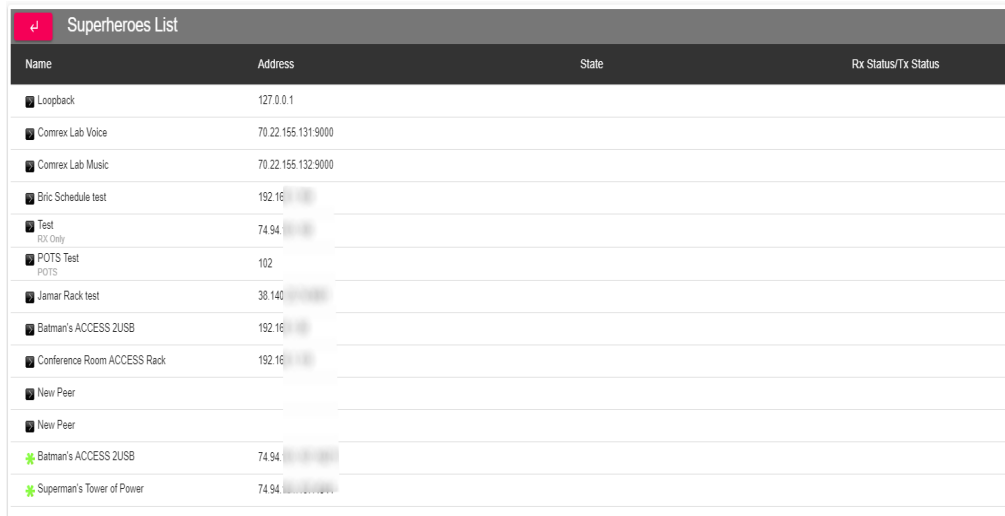 Superheroes List
Name Address State Rx Status/Tx Status
Loopback 127.0.0.1
Comrex Lab Voice 70.22.155.131:9000
Comrex Lab Music 70.22.155.132:9000
Bric Schedule test 192.16
Test 74.94.
RX Only
POTS Test 102
POTS
Jamar Rack test 38.140
Batman's ACCESS 2USB 192.16
Conference Room ACCESS Rack 192.16
New Peer
New Peer
Batman's ACCESS 2USB 74.94.
Superman's Tower of Power 74.94.